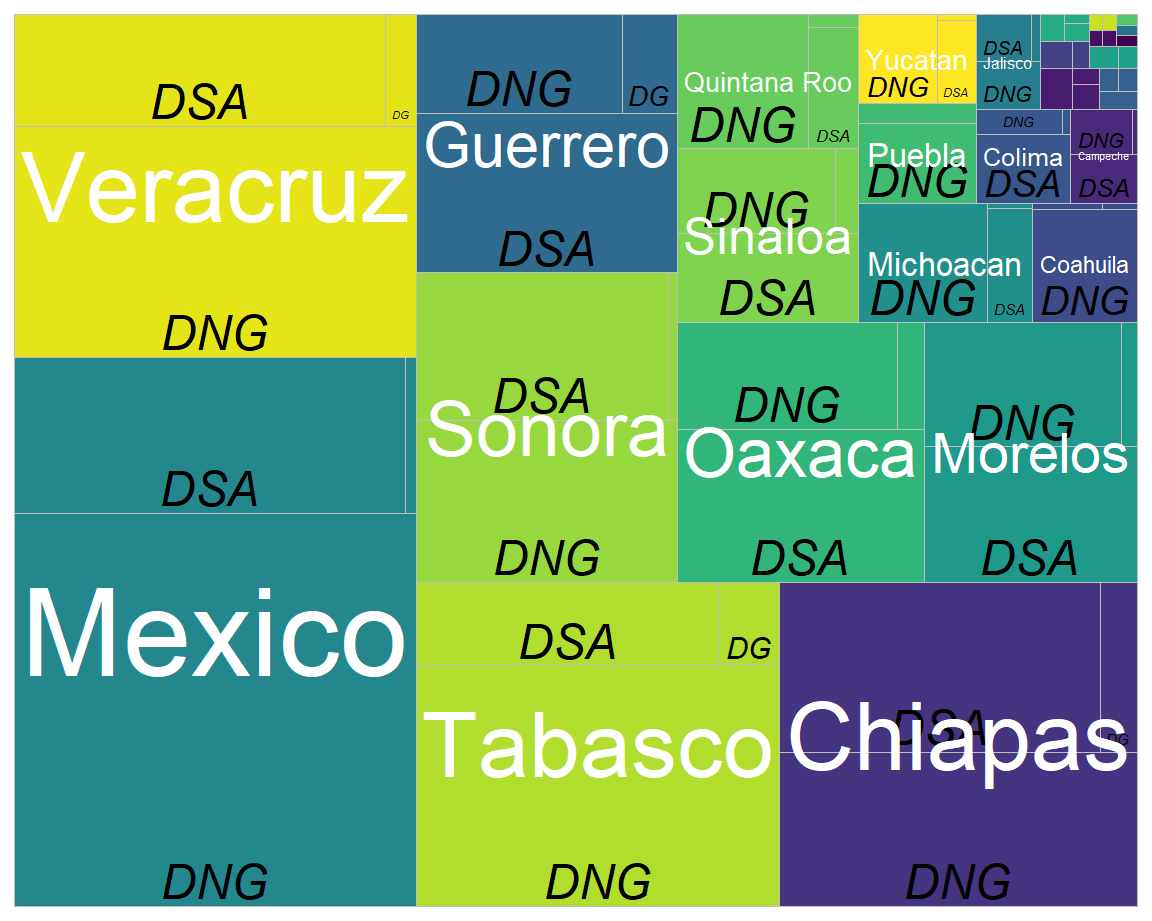 DSA
DG
Veracruz
DNG
DSA
Mexico
DNG
DNG
DG
Guerrero
DSA
DSA
Sonora
DNG
DSA
DG
Tabasco
DNG
DSA
DG
Chiapas
DNG
Quintana Roo
DNG
DSA
DNG
Sinaloa
DSA
DNG
Oaxaca
DSA
DNG
Morelos
DSA
Yucatan
DNG
DSA
Puebla
DNG
Michoacan
DNG
DSA
DSA
Jalisco
DNG
DNG
Colima
DSA
DNG
Campeche
DSA
Coahuila
DNG